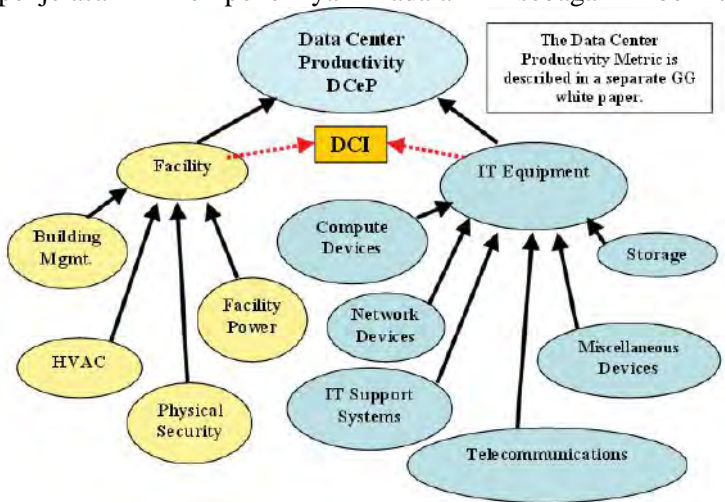 Data Center
Productivity
DCeP
The Data Center
Productivity Metric is
described in a separate GG
white paper.
DCI
Facility
IT Equipment
Building
Mgmt.
Compute
Devices
Storage
Facility
Power
Network
Devices
HVAC
Miscellaneous
Devices
IT Support
Systems
Physical
Security
Telecommunications